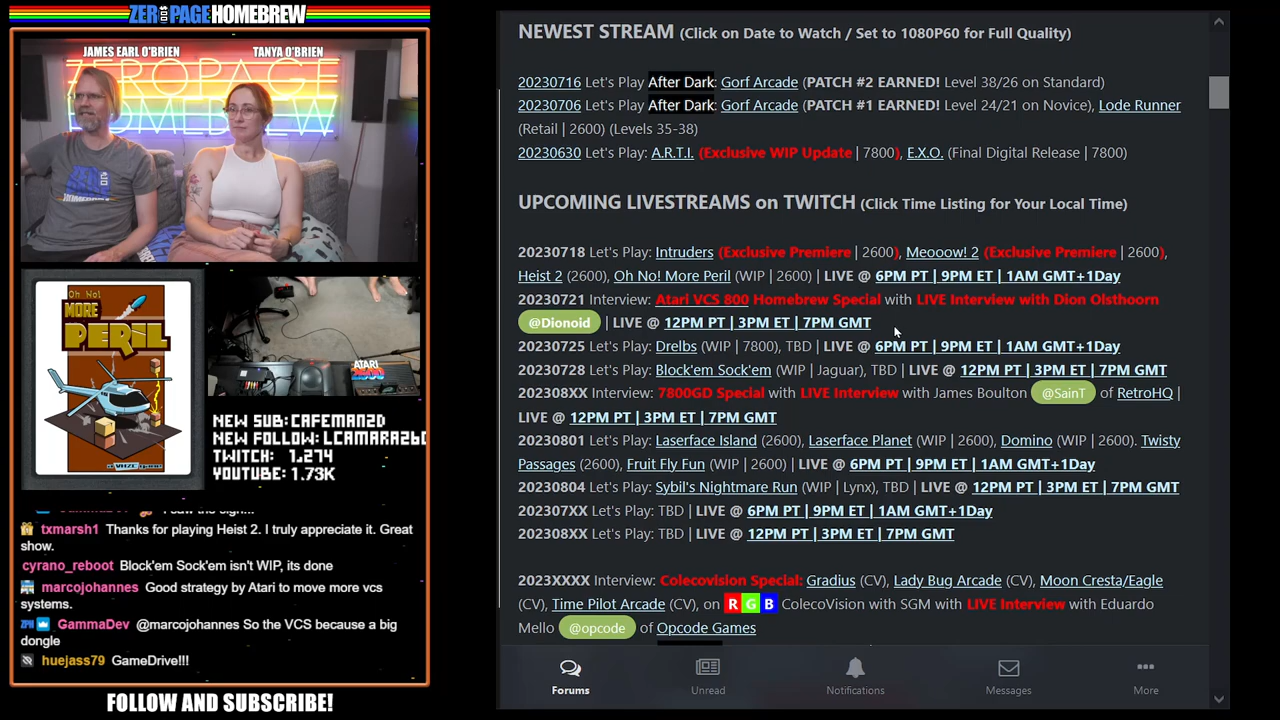 ZEROPAGE HOMEBREW
JAMES EARL O'BRIEN
TANYA O'BRIEN
ZEROPAGE
HOMEBREW
Oh No!
MORE
PERIL
ATARI
NEW SUB: CAFEMAN2D
NEW FOLLOW: LCAMARA260
TWITCH: 1,274
YOUTUBE: 1.73K
txmarsh1 Thanks for playing Heist 2. I truly appreciate it. Great
show.
cyrano_reboot Block'em Sock'em isn't WIP, its done
marcojohannes Good strategy by Atari to move more vcs
systems.
GammaDev @marcojohannes So the VCS because a big
dongle
huejass79 GameDrive!!!
FOLLOW AND SUBSCRIBE!
NEWEST STREAM (Click on Date to Watch / Set to 1080P60 for Full Quality)
20230716 Let's Play After Dark: Gorf Arcade (PATCH #2 EARNED! Level 38/26 on Standard)
20230706 Let's Play After Dark: Gorf Arcade (PATCH #1 EARNED! Level 24/21 on Novice), Lode Runner
(Retail | 2600) (Levels 35-38)
20230630 Let's Play: A.R.T.I. (Exclusive WIP Update | 7800), E.X.O. (Final Digital Release | 7800)
UPCOMING LIVESTREAMS on TWITCH (Click Time Listing for Your Local Time)
20230718 Let's Play: Intruders (Exclusive Premiere | 2600), Meooow! 2 (Exclusive Premiere | 2600),
Heist 2 (2600), Oh No! More Peril (WIP | 2600) | LIVE @ 6PM PT | 9PM ET | 1AM GMT+1Day
20230721 Interview: Atari VCS 800 Homebrew Special with LIVE Interview with Dion Olsthoorn
@Dionoid | LIVE @ 12PM PT | 3PM ET | 7PM GMT
20230725 Let's Play: Drelbs (WIP | 7800), TBD | LIVE @ 6PM PT | 9PM ET | 1AM GMT+1Day
20230728 Let's Play: Block'em Sock'em (WIP | Jaguar), TBD | LIVE @ 12PM PT | 3PM ET | 7PM GMT
202308XX Interview: 7800GD Special with LIVE Interview with James Boulton @SainT of RetroHQ |
LIVE @ 12PM PT | 3PM ET | 7PM GMT
20230801 Let's Play: Laserface Island (2600), Laserface Planet (WIP | 2600), Domino (WIP | 2600). Twisty
Passages (2600), Fruit Fly Fun (WIP | 2600) | LIVE @ 6PM PT | 9PM ET | 1AM GMT+1Day
20230804 Let's Play: Sybil's Nightmare Run (WIP | Lynx), TBD | LIVE @ 12PM PT | 3PM ET | 7PM GMT
202307XX Let's Play: TBD | LIVE @ 6PM PT | 9PM ET | 1AM GMT+1Day
202308XX Let's Play: TBD | LIVE @ 12PM PT | 3PM ET | 7PM GMT
2023XXXX Interview: Colecovision Special: Gradius (CV), Lady Bug Arcade (CV), Moon Cresta/Eagle
(CV), Time Pilot Arcade (CV), on R G B ColecoVision with SGM with LIVE Interview with Eduardo
Mello @opcode of Opcode Games
Forums
Unread
Notifications
Messages
More